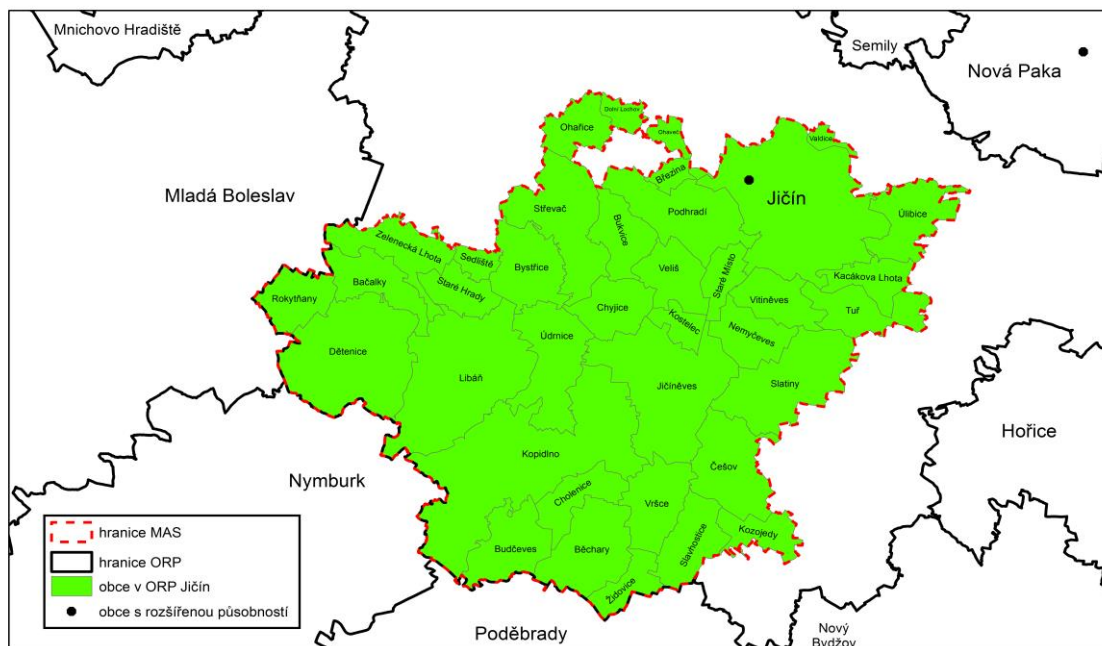 Mnichovo Hradiště
Semily
Nová Paka
Dolní Lochov
Ohařice
Ohaveč
Valdice
Březina
Mladá Boleslav
Jičín
Střevač
Bukvice
Podhradí
Úlibice
Zelenecká Lhota
Sedliště
Bystřice
Veliš
Staré Místo
Kacákova Lhota
Bačalky
Staré Hrady
Rokytňany
Chyjice
Vitiněves
Tuř
Kostelec
Nemyčeves
Údrnice
Dětenice
Libáň
Jičíněves
Slatiny
Hořice
Kopidlno
Češov
Nymburk
Cholenice
Vršce
Slavhostice
Kozojedy
Budčeves
Běchary
Židovice
Poděbrady
Nový
Bydžov
hranice MAS
hranice ORP
obce v ORP Jičín
obce s rozšířenou působností